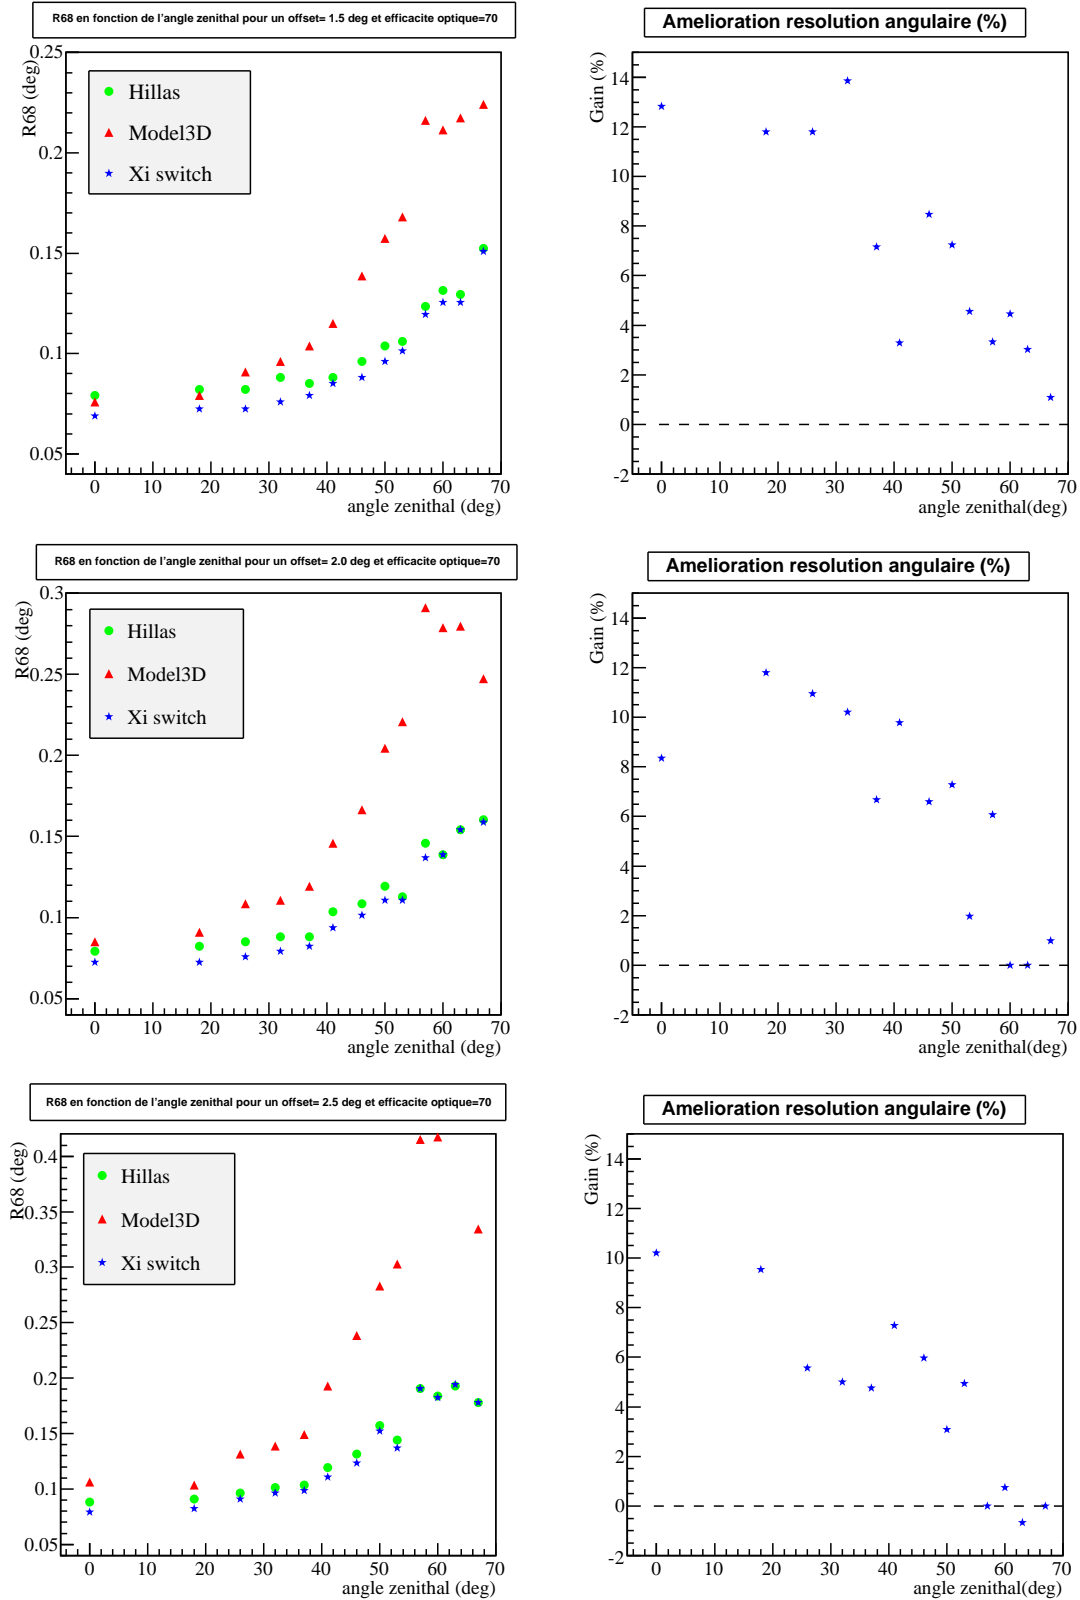 R68 en fonction de l'angle zenithal pour un offset= 1.5 deg et efficacite optique=70
R68 (deg)
0.25
0.2
0.15
0.1
0.05
Hillas
Model3D
Xi switch
0 10 20 30 40 50 60 70
angle zenithal (deg)
Amelioration resolution angulaire (%)
Gain (%)
14
12
10
8
6
4
2
0
-2
0 10 20 30 40 50 60 70
angle zenithal(deg)
R68 en fonction de l'angle zenithal pour un offset= 2.0 deg et efficacite optique=70
R68 (deg)
0.3
0.25
0.2
0.15
0.1
0.05
Hillas
Model3D
Xi switch
0 10 20 30 40 50 60 70
angle zenithal (deg)
Amelioration resolution angulaire (%)
Gain (%)
14
12
10
8
6
4
2
0
-2
0 10 20 30 40 50 60 70
angle zenithal(deg)
R68 en fonction de l'angle zenithal pour un offset= 2.5 deg et efficacite optique=70
R68 (deg)
0.4
0.35
0.3
0.25
0.2
0.15
0.1
0.05
Hillas
Model3D
Xi switch
0 10 20 30 40 50 60 70
angle zenithal (deg)
Amelioration resolution angulaire (%)
Gain (%)
14
12
10
8
6
4
2
0
-2
0 10 20 30 40 50 60 70
angle zenithal(deg)